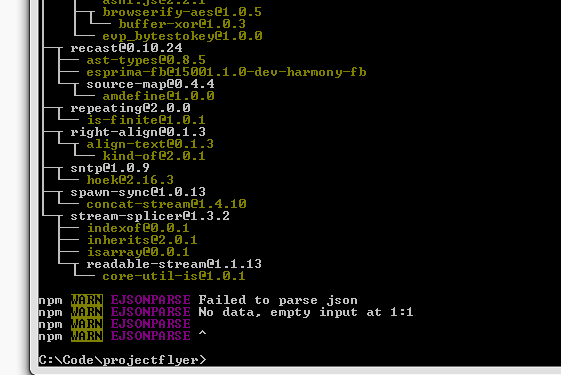 asn1.js@2.2.1
browserify-aes@1.0.5
buffer-xor@1.0.3
evp_bytestokey@1.0.0
recast@0.10.24
ast-types@0.8.5
esprima-fb@15001.1.0-dev-harmony-fb
source-map@0.4.4
amdefine@1.0.0
repeating@2.0.0
is-finite@1.0.1
right-align@0.1.3
align-text@0.1.3
kind-of@2.0.1
sntp@1.0.9
hoek@2.16.3
spawn-sync@1.0.13
concat-stream@1.4.10
stream-splicer@1.3.2
indexof@0.0.1
inherits@2.0.1
isarray@0.0.1
readable-stream@1.1.13
core-util-is@1.0.1
npm WARN EJSONPARSE Failed to parse json
npm WARN EJSONPARSE No data, empty input at 1:1
npm WARN EJSONPARSE
npm WARN EJSONPARSE ^
C:\Code\projectflyer>